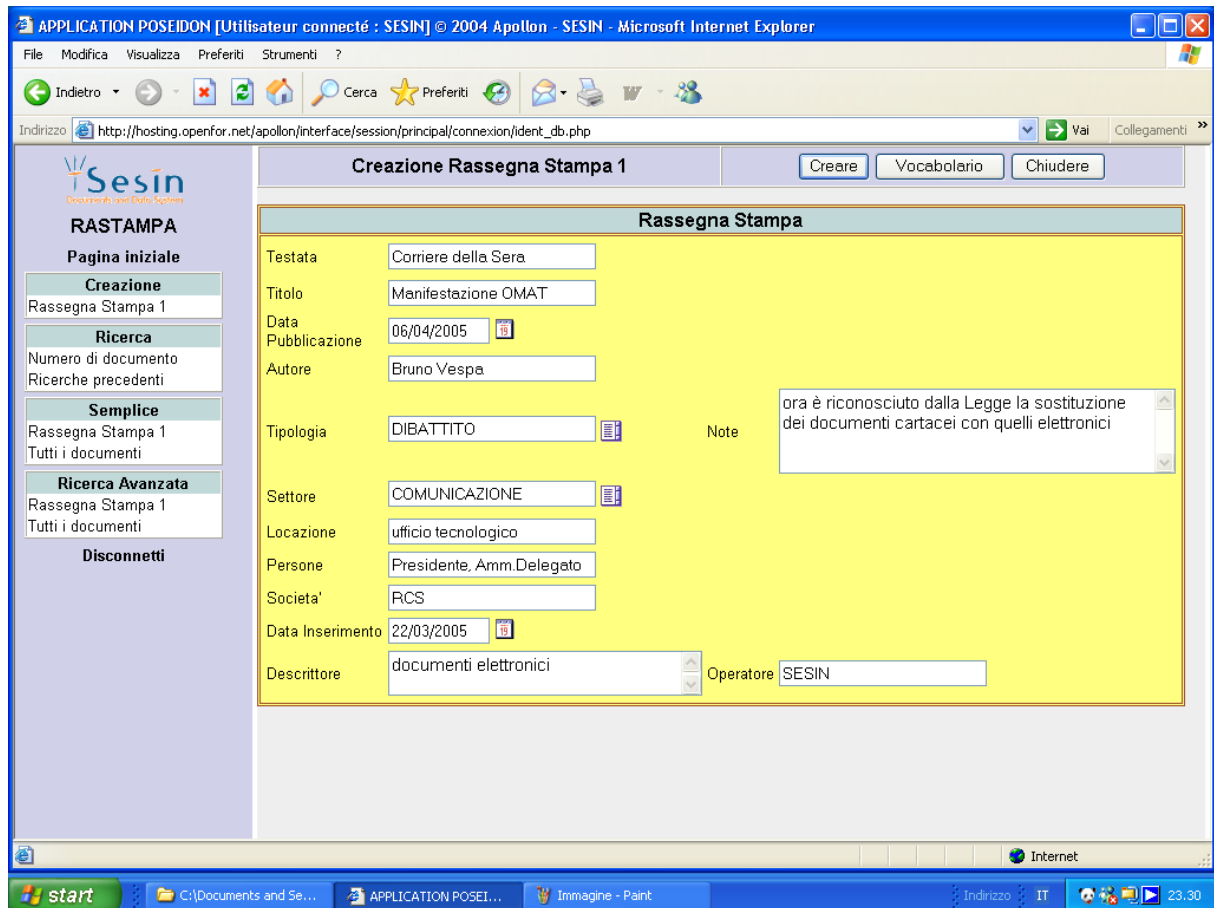 APPLICATION POSEIDON [Utilisateur connecté : SESIN] © 2004 Apollon - SESIN - Microsoft Internet Explorer
File Modifica Visualizza Preferiti Strumenti ?
Indietro Cerca Preferiti
Indirizzo http://hosting.openfor.net/apollon/interface/session/principal/connexion/ident_db.php Vai Collegamenti »
Sesin
Documents and Data System
RASTAMPA
Pagina iniziale
Creazione
Rassegna Stampa 1
Ricerca
Numero di documento
Ricerche precedenti
Semplice
Rassegna Stampa 1
Tutti i documenti
Ricerca Avanzata
Rassegna Stampa 1
Tutti i documenti
Disconnetti
Creazione Rassegna Stampa 1 Creare Vocabolario Chiudere
Rassegna Stampa
Testata Corriere della Sera
Titolo Manifestazione OMAT
Data Pubblicazione 06/04/2005 19
Autore Bruno Vespa
Tipologia DIBATTITO
Note ora è riconosciuto dalla Legge la sostituzione
dei documenti cartacei con quelli elettronici
Settore COMUNICAZIONE
Locazione ufficio tecnologico
Persone Presidente, Amm.Delegato
Societa' RCS
Data Inserimento 22/03/2005 19
Descrittore documenti elettronici
Operatore SESIN
Internet
start C:\Documents and Se... APPLICATION POSEI... Immagine - Paint Indirizzo IT 23.30